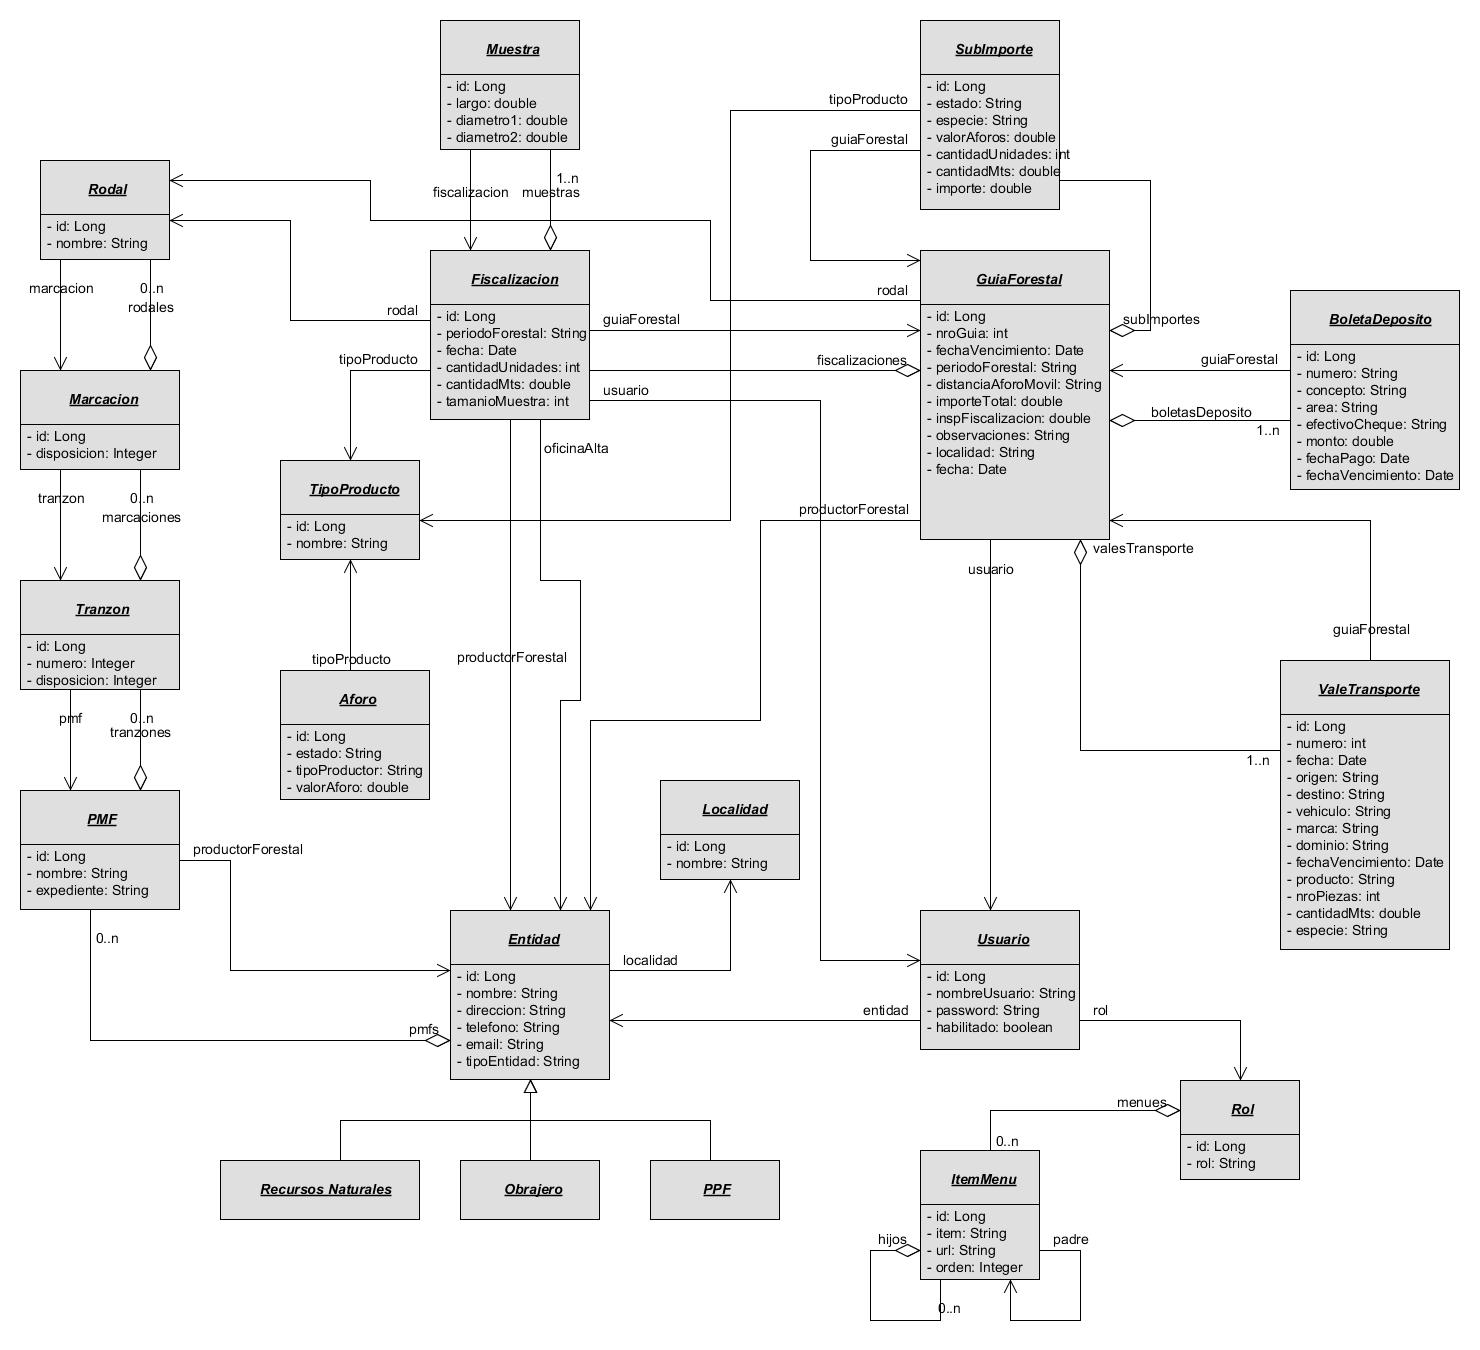 Muestra
- id: Long
- largo: double
- diametro1: double
- diametro2: double
fiscalizacion
1..n
muestras
SubImporte
- id: Long
- estado: String
- especie: String
- valorAforos: double
- cantidadUnidades: int
- cantidadMts: double
- importe: double
tipoProducto
guiaForestal
subImportes
Rodal
- id: Long
- nombre: String
marcacion
0..n
rodales
Fiscalizacion
- id: Long
- periodoForestal: String
- fecha: Date
- cantidadUnidades: int
- cantidadMts: double
- tamanioMuestra: int
rodal
tipoProducto
guiaForestal
fiscalizaciones
usuario
oficinaAlta
productorForestal
GuiaForestal
- id: Long
- nroGuia: int
- fechaVencimiento: Date
- periodoForestal: String
- distanciaAforoMovil: String
- importeTotal: double
- inspFiscalizacion: double
- observaciones: String
- localidad: String
- fecha: Date
rodal
productorForestal
usuario
valesTransporte
BoletaDeposito
- id: Long
- numero: String
- concepto: String
- area: String
- efectivoCheque: String
- monto: double
- fechaPago: Date
- fechaVencimiento: Date
guiaForestal
boletasDeposito
1..n
Marcacion
- id: Long
- disposicion: Integer
tranzon
0..n
marcaciones
TipoProducto
- id: Long
- nombre: String
Tranzon
- id: Long
- numero: Integer
- disposicion: Integer
pmf
0..n
tranzones
tipoProducto
Aforo
- id: Long
- estado: String
- tipoProductor: String
- valorAforo: double
guiaForestal
ValeTransporte
- id: Long
- numero: int
- fecha: Date
- origen: String
- destino: String
- vehiculo: String
- marca: String
- dominio: String
- fechaVencimiento: Date
- producto: String
- nroPiezas: int
- cantidadMts: double
- especie: String
1..n
PMF
- id: Long
- nombre: String
- expediente: String
productorForestal
0..n
pmfs
Localidad
- id: Long
- nombre: String
Entidad
- id: Long
- nombre: String
- direccion: String
- telefono: String
- email: String
- tipoEntidad: String
localidad
entidad
Usuario
- id: Long
- nombreUsuario: String
- password: String
- habilitado: boolean
rol
Rol
- id: Long
- rol: String
menues
0..n
Recursos Naturales
Obrajero
PPF
ItemMenu
- id: Long
- item: String
- url: String
- orden: Integer
hijos
padre
0..n